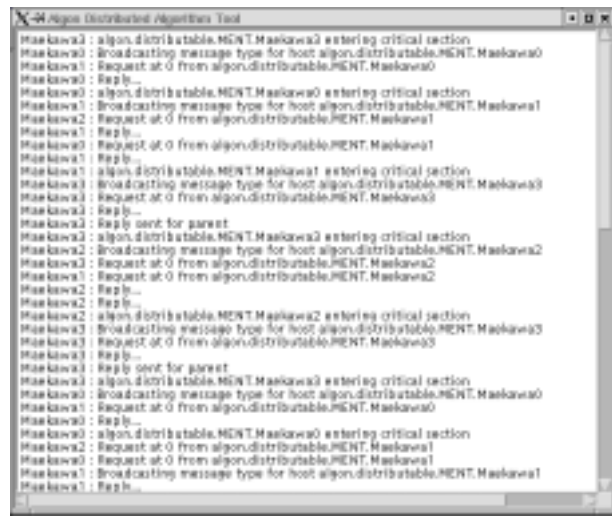 Algon Distributed Algorithm Tool
Maekawa3 : algon.distributable.MENT.Maekawa3 entering critical section
Maekawa0 : Broadcasting message type for host algon.distributable.MENT.Maekawa0
Maekawa1 : Request at 0 from algon.distributable.MENT.Maekawa0
Maekawa0 : Reply...
Maekawa0 : algon.distributable.MENT.Maekawa0 entering critical section
Maekawa1 : Broadcasting message type for host algon.distributable.MENT.Maekawa1
Maekawa2 : Request at 0 from algon.distributable.MENT.Maekawa1
Maekawa1 : Reply...
Maekawa0 : Request at 0 from algon.distributable.MENT.Maekawa1
Maekawa1 : Reply...
Maekawa1 : algon.distributable.MENT.Maekawa1 entering critical section
Maekawa3 : Broadcasting message type for host algon.distributable.MENT.Maekawa3
Maekawa3 : Request at 0 from algon.distributable.MENT.Maekawa3
Maekawa3 : Reply...
Maekawa3 : Reply sent for parent
Maekawa3 : algon.distributable.MENT.Maekawa3 entering critical section
Maekawa2 : Broadcasting message type for host algon.distributable.MENT.Maekawa2
Maekawa3 : Request at 0 from algon.distributable.MENT.Maekawa2
Maekawa1 : Request at 0 from algon.distributable.MENT.Maekawa2
Maekawa2 : Reply...
Maekawa2 : Reply...
Maekawa2 : algon.distributable.MENT.Maekawa2 entering critical section
Maekawa3 : Broadcasting message type for host algon.distributable.MENT.Maekawa3
Maekawa3 : Request at 0 from algon.distributable.MENT.Maekawa3
Maekawa3 : Reply...
Maekawa3 : Reply sent for parent
Maekawa3 : algon.distributable.MENT.Maekawa3 entering critical section
Maekawa0 : Broadcasting message type for host algon.distributable.MENT.Maekawa0
Maekawa1 : Request at 0 from algon.distributable.MENT.Maekawa0
Maekawa0 : Reply...
Maekawa0 : algon.distributable.MENT.Maekawa0 entering critical section
Maekawa2 : Request at 0 from algon.distributable.MENT.Maekawa1
Maekawa0 : Request at 0 from algon.distributable.MENT.Maekawa1
Maekawa1 : Broadcasting message type for host algon.distributable.MENT.Maekawa1
Maekawa1 : Reply...